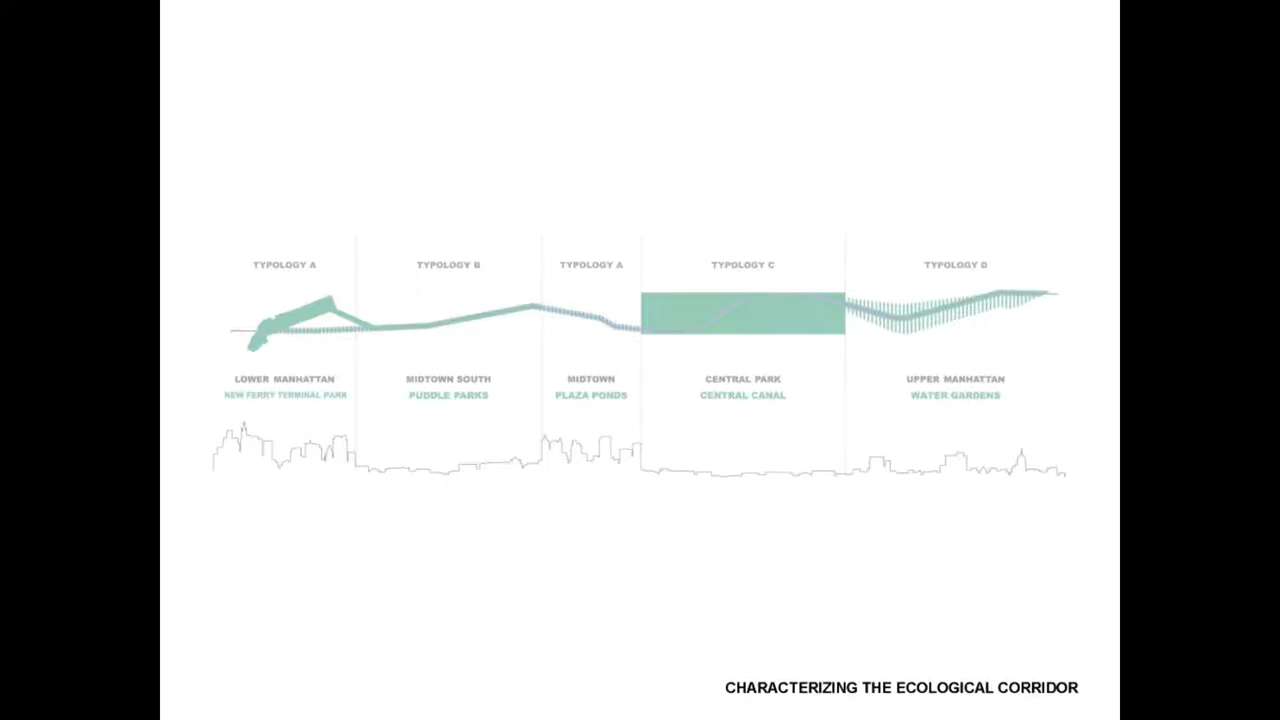 TYPOLOGY A
TYPOLOGY B
TYPOLOGY A
TYPOLOGY C
TYPOLOGY D
LOWER MANHATTAN
NEW FERRY TERMINAL PARK
MIDTOWN SOUTH
PUDDLE PARKS
MIDTOWN
PLAZA PONDS
CENTRAL PARK
CENTRAL CANAL
UPPER MANHATTAN
WATER GARDENS
CHARACTERIZING THE ECOLOGICAL CORRIDOR